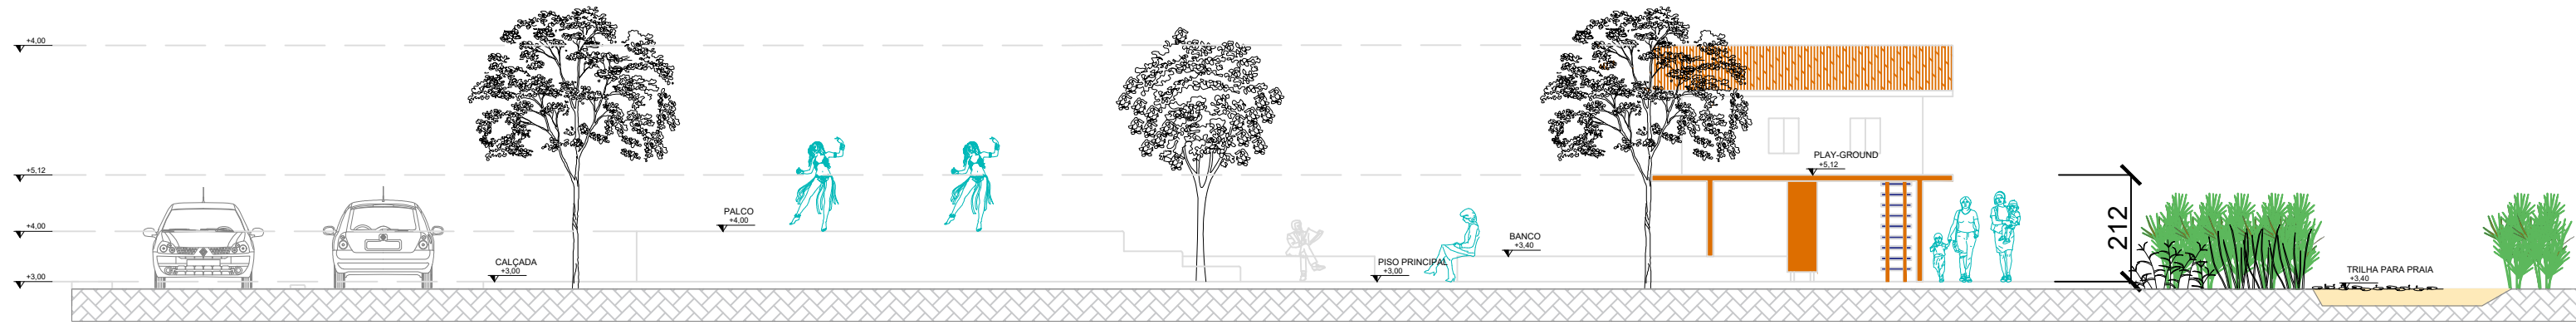 +4,00
+5,12
+4,00
+3,00
CALÇADA
+3,00
PALCO
+4,00
PISO PRINCIPAL
+3,00
BANCO
+3,40
PLAY-GROUND
+5,12
212
TRILHA PARA PRAIA
+3,40